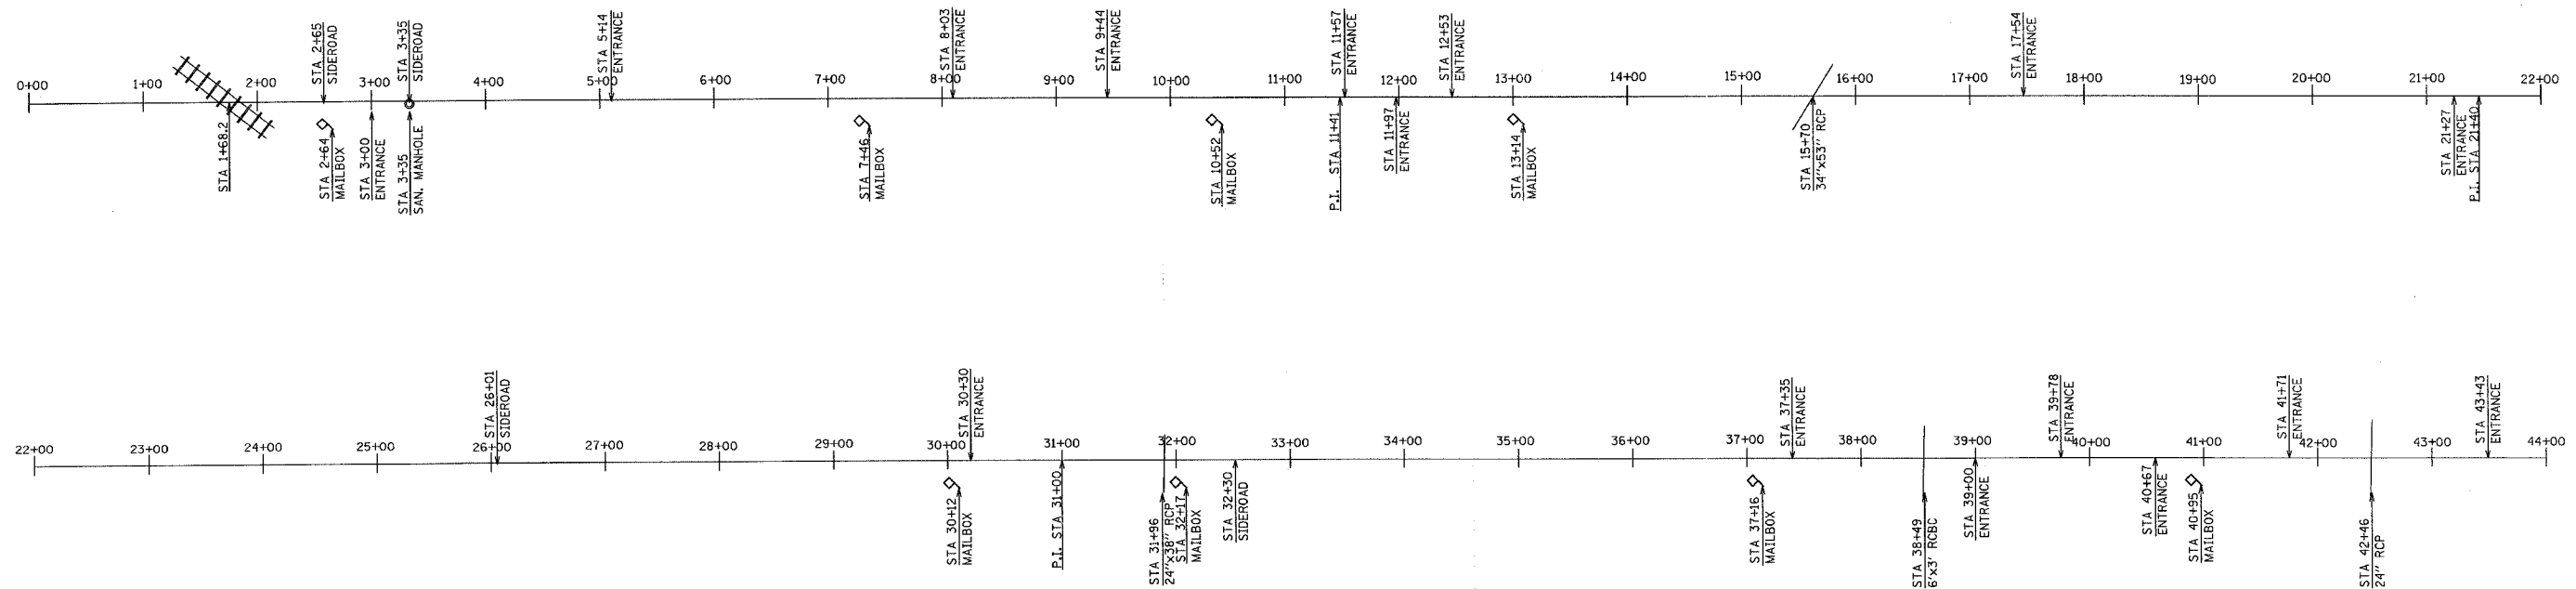 STA 2+65
SIDEROAD
STA 3+35
SIDEROAD
STA 5+14
ENTRANCE
STA 8+03
ENTRANCE
STA 9+44
ENTRANCE
STA 11+57
ENTRANCE
STA 12+53
ENTRANCE
STA 17+54
ENTRANCE
0+00 1+00 2+00 3+00 4+00 5+00 6+00 7+00 8+00 9+00 10+00 11+00 12+00 13+00 14+00 15+00 16+00 17+00 18+00 19+00 20+00 21+00 22+00
STA 1+68.2
STA 2+64
MAILBOX
STA 3+00
ENTRANCE
STA 3+35
SAN. MANHOLE
STA 7+46
MAILBOX
STA 10+52
MAILBOX
P.I. STA 11+41
STA 11+97
ENTRANCE
STA 13+14
MAILBOX
STA 15+70
34"x53" RCP
STA 21+27
ENTRANCE
P.I. STA 21+40
STA 26+01
SIDEROAD
STA 30+30
ENTRANCE
STA 37+35
ENTRANCE
STA 39+78
ENTRANCE
STA 41+71
ENTRANCE
STA 43+43
ENTRANCE
22+00 23+00 24+00 25+00 26+00 27+00 28+00 29+00 30+00 31+00 32+00 33+00 34+00 35+00 36+00 37+00 38+00 39+00 40+00 41+00 42+00 43+00 44+00
STA 30+12
MAILBOX
P.I. STA 31+00
STA 31+96
24"x38" RCP
STA 32+17
MAILBOX
STA 32+30
SIDEROAD
STA 37+16
MAILBOX
STA 38+49
6'x3' RCBC
STA 39+00
ENTRANCE
STA 40+67
ENTRANCE
STA 40+95
MAILBOX
STA 42+46
24" RCP